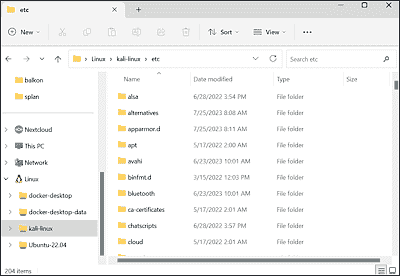 etc
New
Sort
View
Linux
kali-linux
etc
Search etc
balkon
splan
Nextcloud
This PC
Network
Linux
docker-desktop
docker-desktop-data
kali-linux
Ubuntu-22.04
Name Date modified Type Size
alsa 6/28/2022 3:54 PM File folder
alternatives 7/25/2023 8:08 AM File folder
apparmor.d 7/25/2023 8:11 AM File folder
apt 5/17/2022 2:00 AM File folder
avahi 6/23/2023 10:01 AM File folder
binfmt.d 3/15/2022 12:03 PM File folder
bluetooth 6/23/2023 10:01 AM File folder
ca-certificates 5/17/2022 2:01 AM File folder
chatscripts 6/28/2022 3:57 PM File folder
cloud 5/17/2022 2:01 AM File folder
204 items